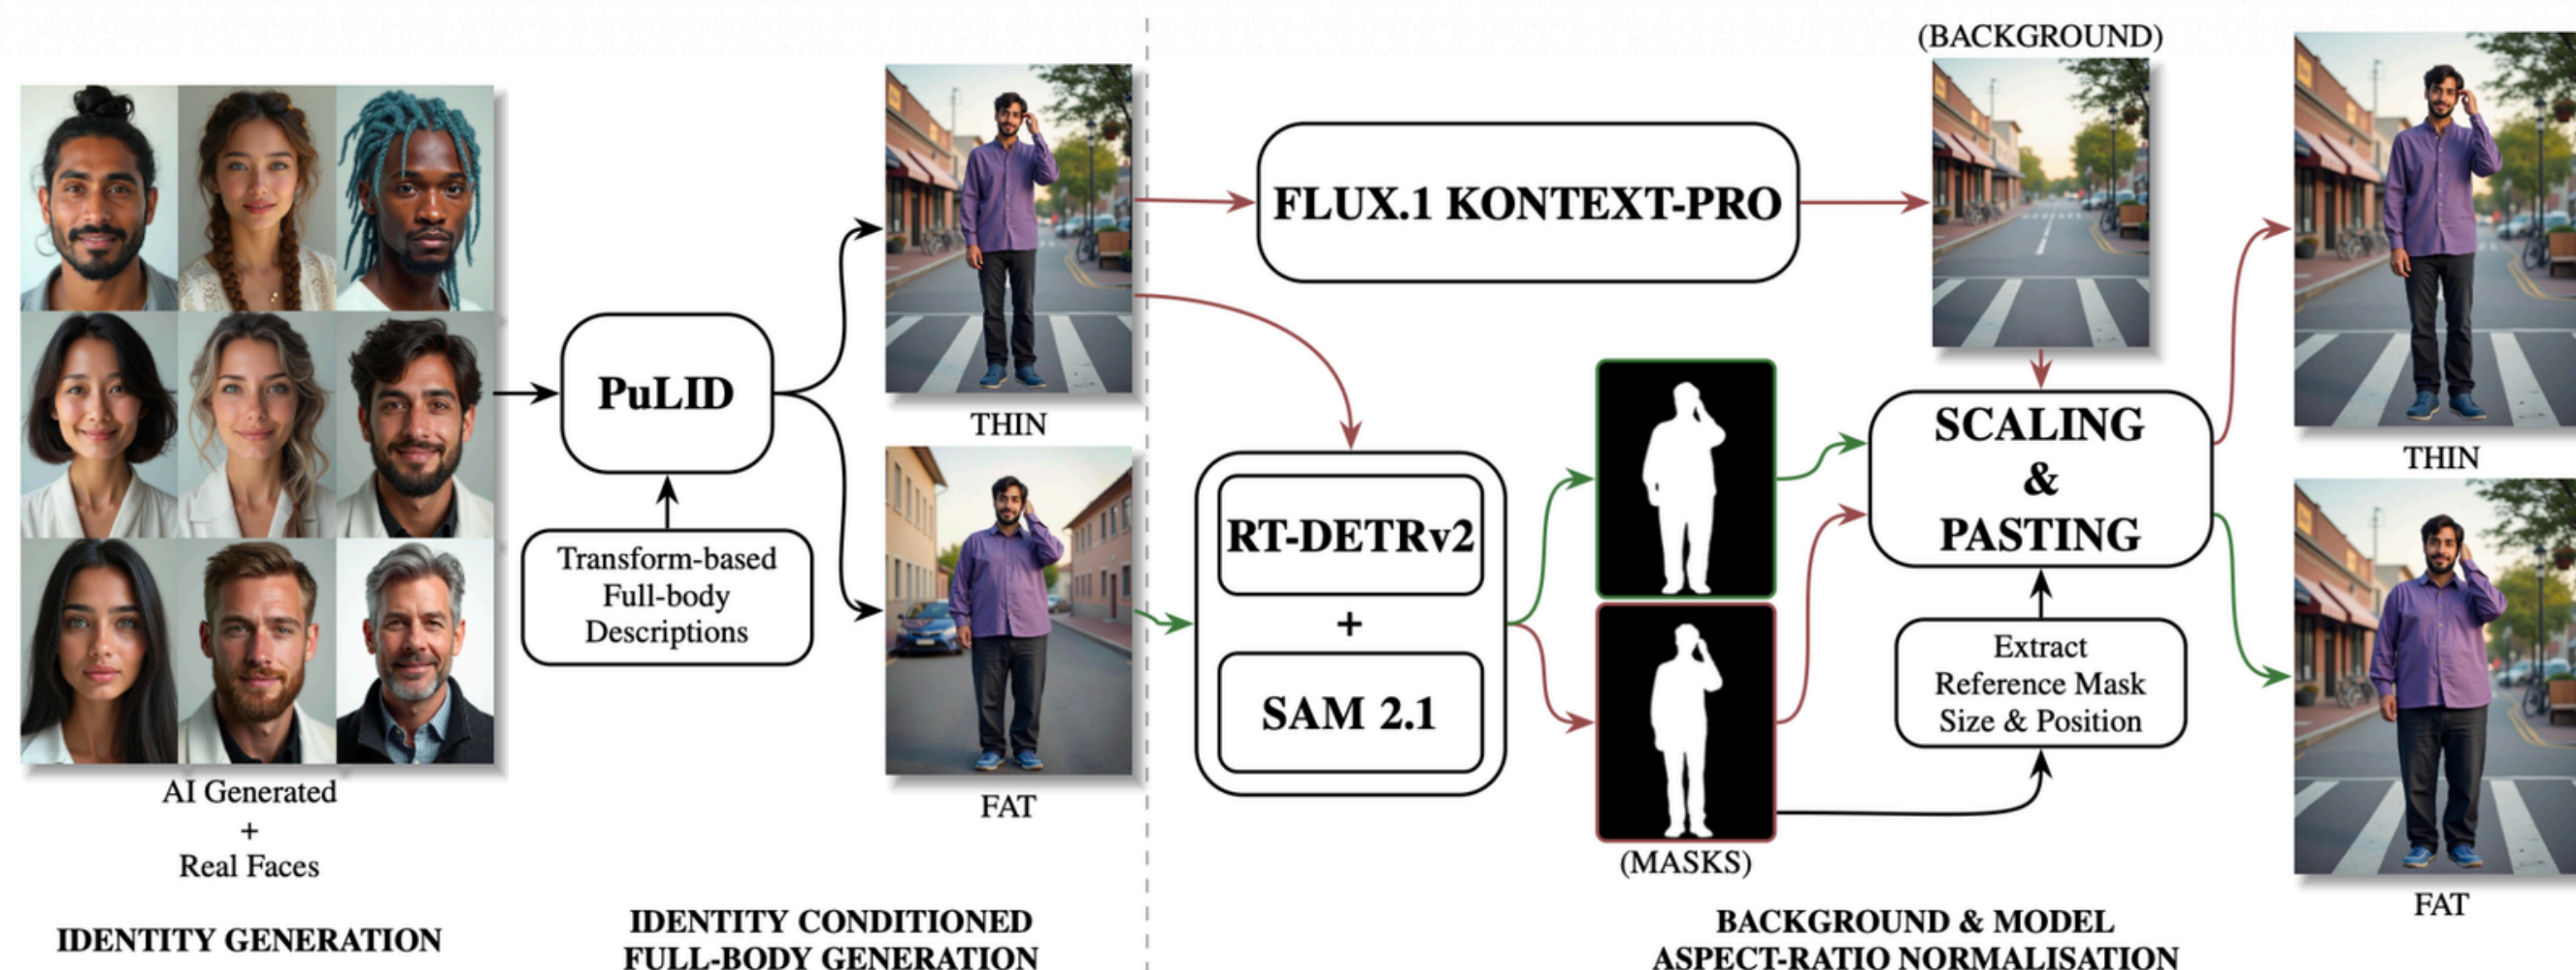 AI Generated
+
Real Faces
IDENTITY GENERATION
PuLID
Transform-based
Full-body
Descriptions
THIN
FAT
IDENTITY CONDITIONED
FULL-BODY GENERATION
FLUX.1 KONTEXT-PRO
(BACKGROUND)
RT-DETRv2
+
SAM 2.1
(MASKS)
SCALING
&
PASTING
Extract
Reference Mask
Size & Position
THIN
FAT
BACKGROUND & MODEL
ASPECT-RATIO NORMALISATION